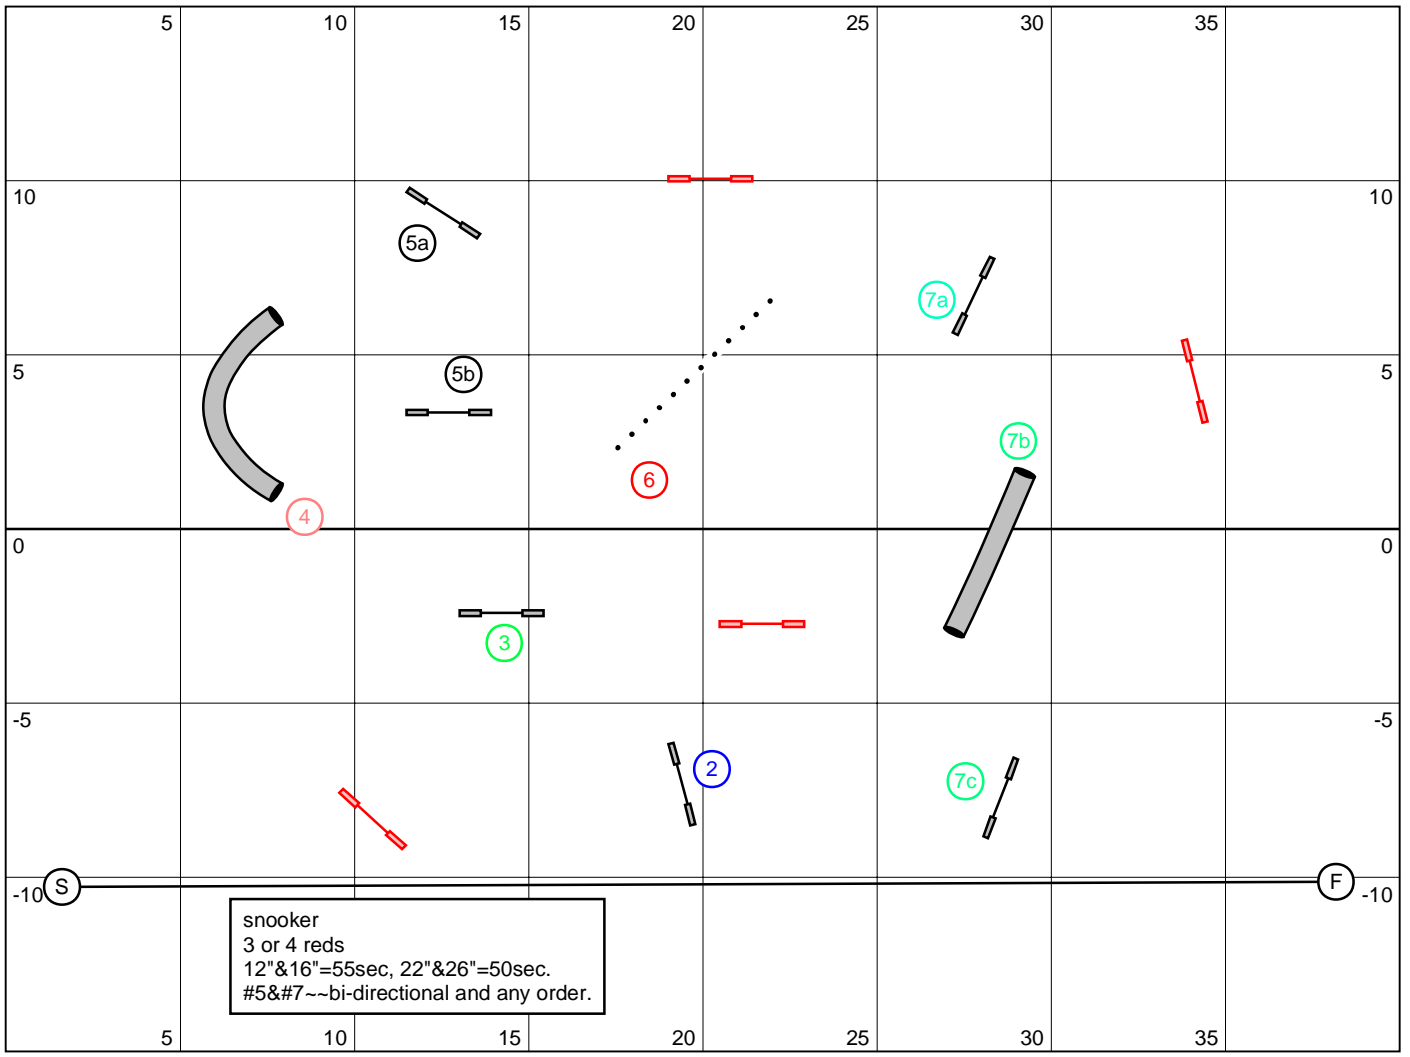 5 10 15 20 25 30 35
10 10
5a
7a
5 5
5b
7b
6
4
0 0
3
-5 -5
2
7c
-10 S F -10
snooker
3 or 4 reds
12"&16"=55sec, 22"&26"=50sec.
#5&#7~~bi-directional and any order.
5 10 15 20 25 30 35